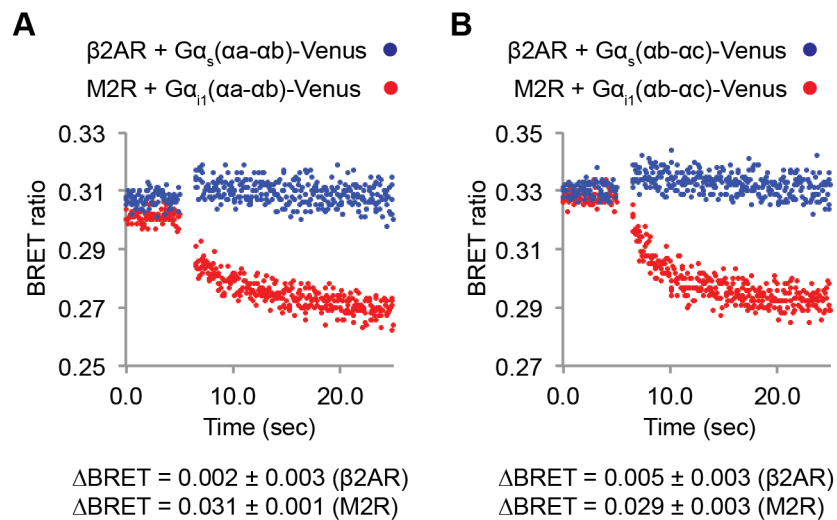 A
β2AR + Gαs(αa-αb)-Venus
M2R + Gαi1(αa-αb)-Venus
0.33
0.31
0.29
0.27
0.25
BRET ratio
0.0 10.0 20.0
Time (sec)
ΔBRET = 0.002 ± 0.003 (β2AR)
ΔBRET = 0.031 ± 0.001 (M2R)
B
β2AR + Gαs(αb-αc)-Venus
M2R + Gαi1(αb-αc)-Venus
0.35
0.33
0.31
0.29
0.27
BRET ratio
0.0 10.0 20.0
Time (sec)
ΔBRET = 0.005 ± 0.003 (β2AR)
ΔBRET = 0.029 ± 0.003 (M2R)